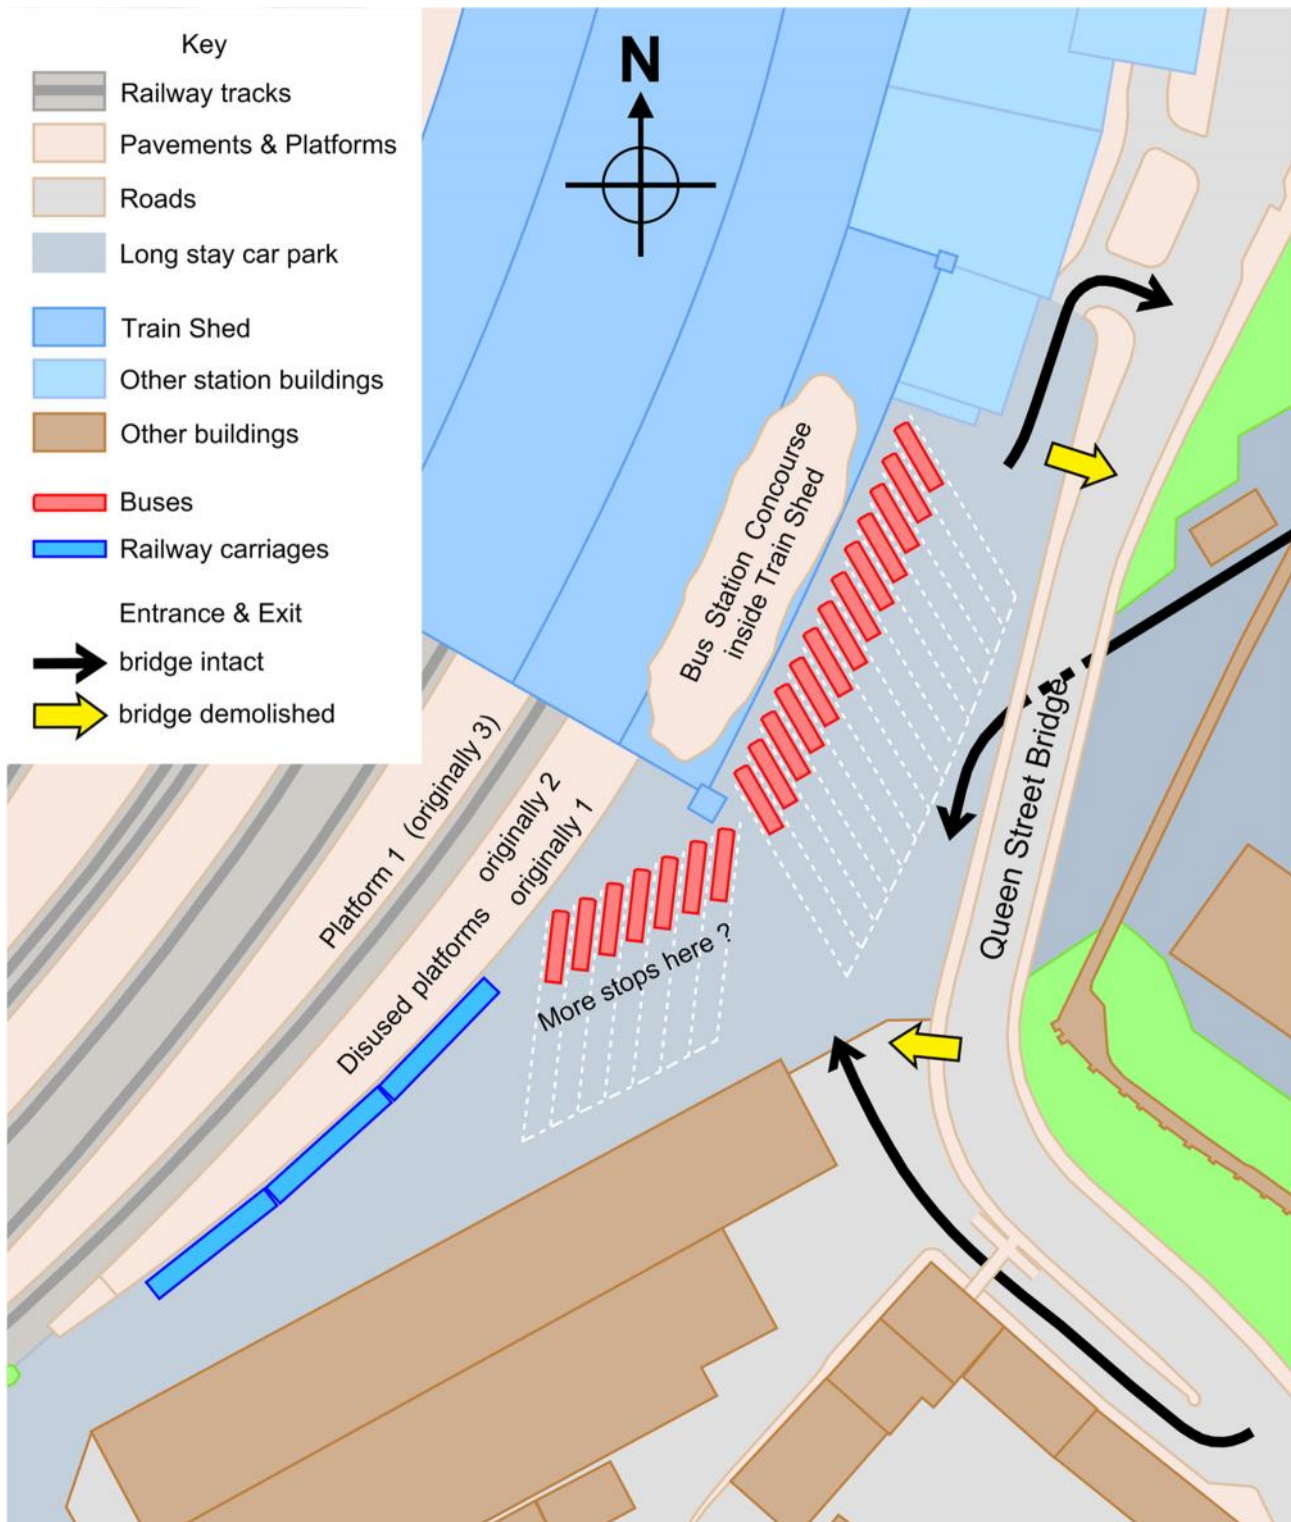 Key
Railway tracks
Pavements & Platforms
Roads
Long stay car park
Train Shed
Other station buildings
Other buildings
Buses
Railway carriages
Entrance & Exit
bridge intact
bridge demolished
N
Bus Station Concourse
inside Train Shed
Queen Street Bridge
Platform 1 (originally 3)
Disused platforms
originally 2
originally 1
More stops here ?